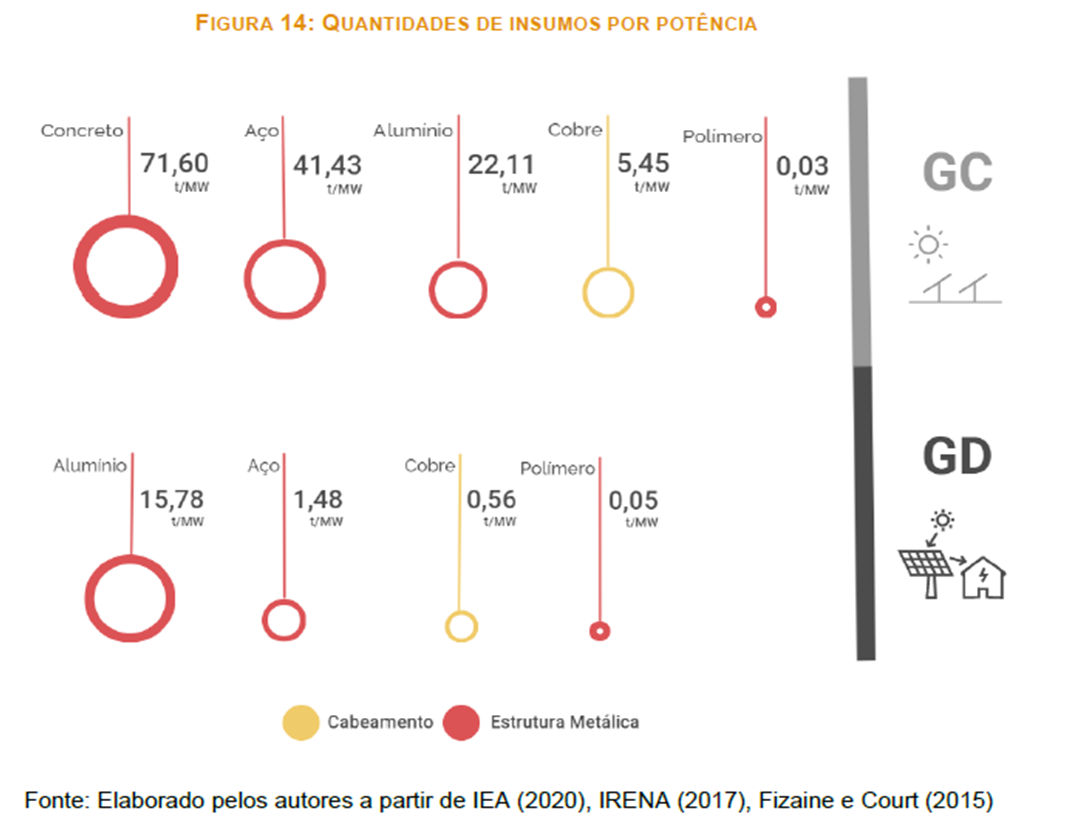 FIGURA 14: QUANTIDADES DE INSUMOS POR POTÊNCIA
Concreto
71,60
t/MW
Aço
41,43
t/MW
Alumínio
22,11
t/MW
Cobre
5,45
t/MW
Polímero
0,03
t/MW
GC
Alumínio
15,78
t/MW
Aço
1,48
t/MW
Cobre
0,56
t/MW
Polímero
0,05
t/MW
GD
Cabeamento
Estrutura Metálica
Fonte: Elaborado pelos autores a partir de IEA (2020), IRENA (2017), Fizaine e Court (2015)